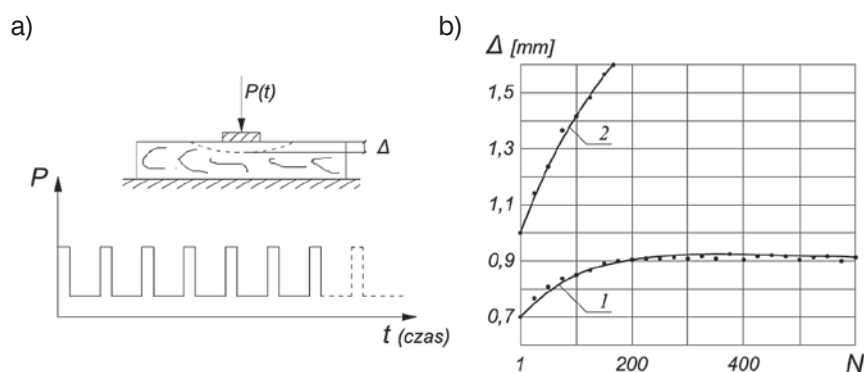 a)
P(t)
Δ
P
t (czas)
b)
Δ [mm]
1,5
1,3
1,1
0,9
0,7
2
1
1 200 400 N